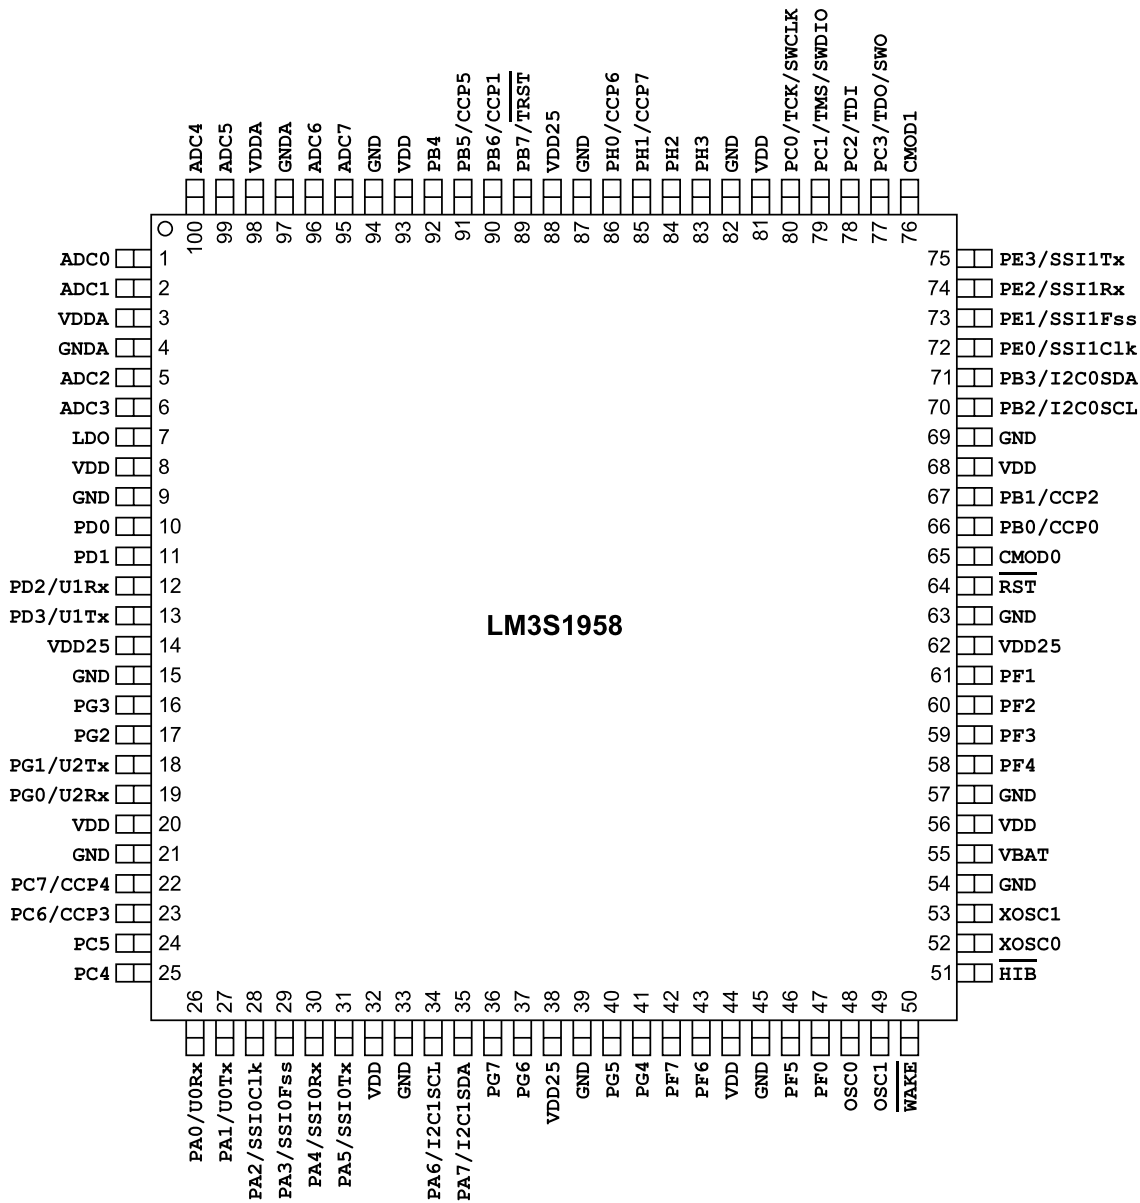 ADC4
ADC5
VDDA
GNDA
ADC6
ADC7
GND
VDD
PB4
PB5/CCP5
PB6/CCP1
PB7/TRST
VDD25
GND
PH0/CCP6
PH1/CCP7
PH2
PH3
GND
VDD
PC0/TCK/SWCLK
PC1/TMS/SWDIO
PC2/TDI
PC3/TDO/SWO
CMOD1
100
99
98
97
96
95
94
93
92
91
90
89
88
87
86
85
84
83
82
81
80
79
78
77
76
ADC0 1
ADC1 2
VDDA 3
GNDA 4
ADC2 5
ADC3 6
LDO 7
VDD 8
GND 9
PD0 10
PD1 11
PD2/U1Rx 12
PD3/U1Tx 13
VDD25 14
GND 15
PG3 16
PG2 17
PG1/U2Tx 18
PG0/U2Rx 19
VDD 20
GND 21
PC7/CCP4 22
PC6/CCP3 23
PC5 24
PC4 25
LM3S1958
75 PE3/SSI1Tx
74 PE2/SSI1Rx
73 PE1/SSI1Fss
72 PE0/SSI1Clk
71 PB3/I2C0SDA
70 PB2/I2C0SCL
69 GND
68 VDD
67 PB1/CCP2
66 PB0/CCP0
65 CMOD0
64 RST
63 GND
62 VDD25
61 PF1
60 PF2
59 PF3
58 PF4
57 GND
56 VDD
55 VBAT
54 GND
53 XOSC1
52 XOSC0
51 HIB
26
27
28
29
30
31
32
33
34
35
36
37
38
39
40
41
42
43
44
45
46
47
48
49
50
PA0/U0Rx
PA1/U0Tx
PA2/SSI0Clk
PA3/SSI0Fss
PA4/SSI0Rx
PA5/SSI0Tx
VDD
GND
PA6/I2C1SCL
PA7/I2C1SDA
PG7
PG6
VDD25
GND
PG5
PG4
PF7
PF6
VDD
GND
PF5
PF0
OSC0
OSC1
WAKE